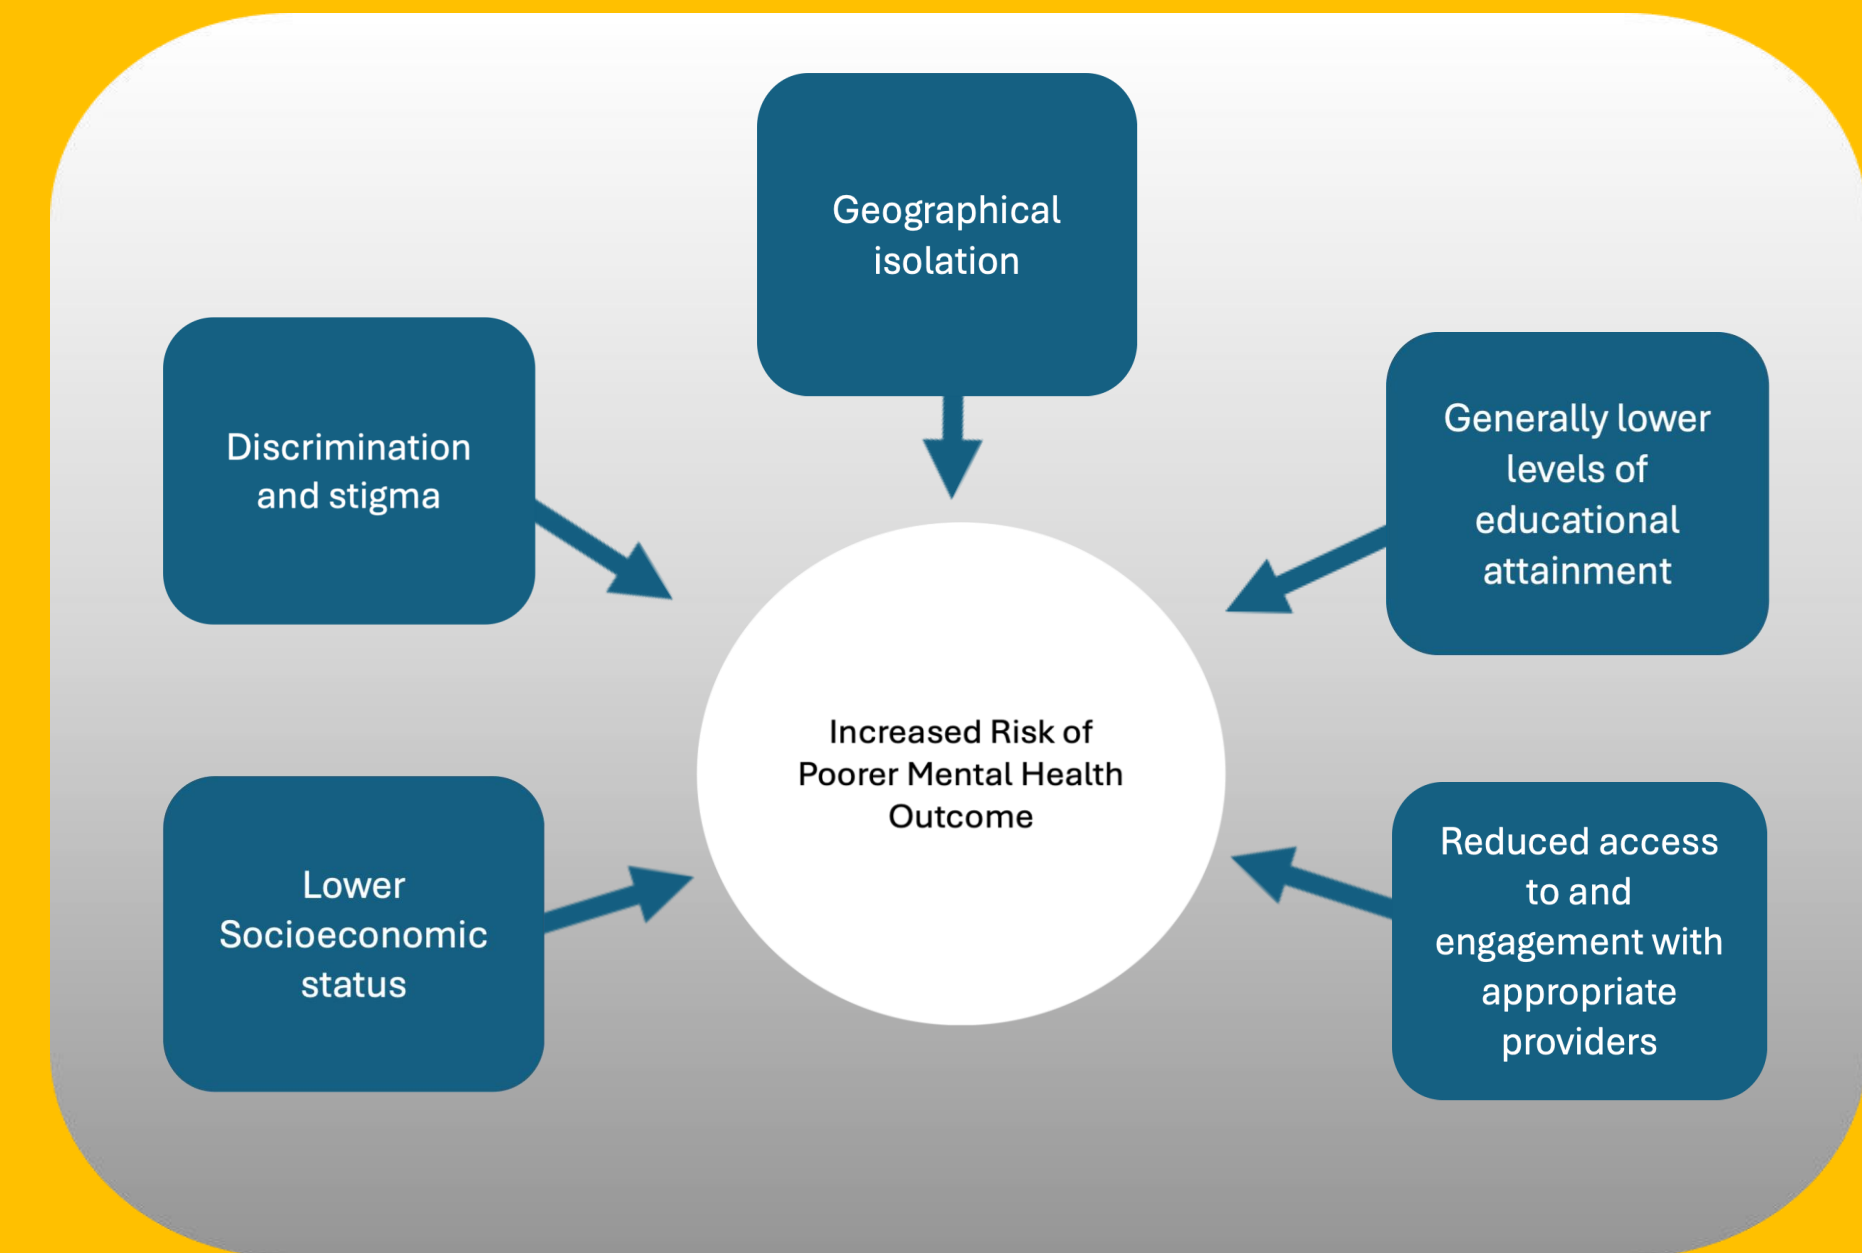 Geographical
isolation
Discrimination
and stigma
Generally lower
levels of
educational
attainment
Increased Risk of
Poorer Mental Health
Outcome
Lower
Socioeconomic
status
Reduced access
to and
engagement with
appropriate
providers